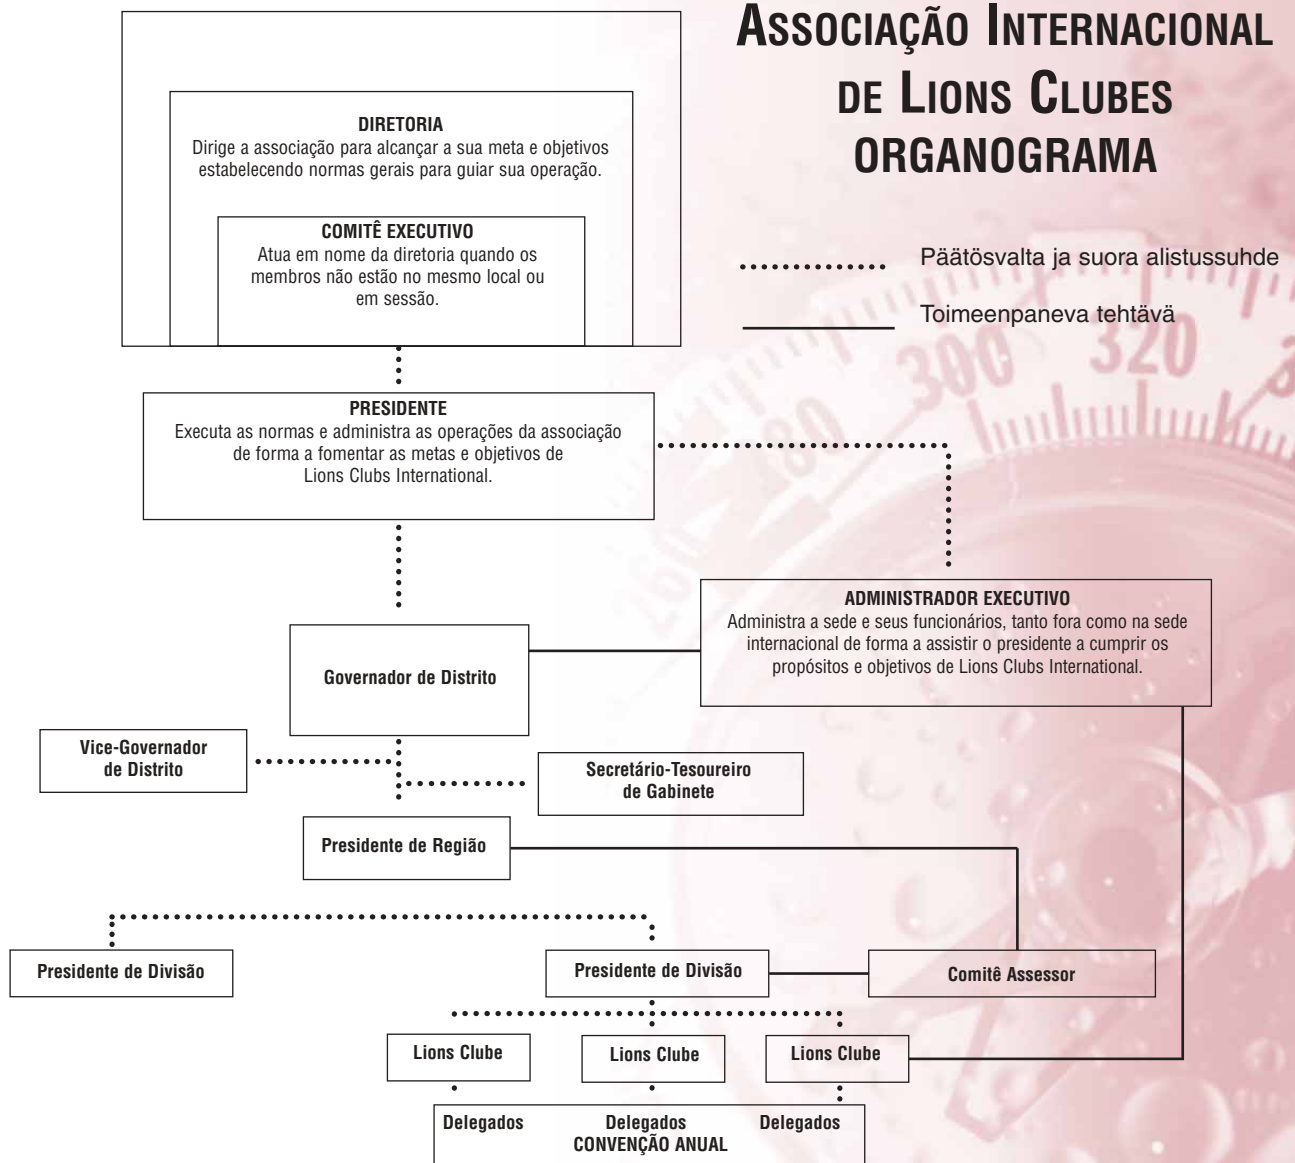 ASSOCIAÇÃO INTERNACIONAL
DE LIONS CLUBES
ORGANOGRAMA
DIRETORIA
Dirige a associação para alcançar a sua meta e objetivos
estabelecendo normas gerais para guiar sua operação.
COMITÊ EXECUTIVO
Atua em nome da diretoria quando os
membros não estão no mesmo local ou
em sessão.
Päätösvalta ja suora alistussuhde
Toimeenpaneva tehtävä
PRESIDENTE
Executa as normas e administra as operações da associação
de forma a fomentar as metas e objetivos de
Lions Clubs International.
260
80
300
320
ADMINISTRADOR EXECUTIVO
Administra a sede e seus funcionários, tanto fora como na sede
internacional de forma a assistir o presidente a cumprir os
propósitos e objetivos de Lions Clubs International.
Governador de Distrito
Vice-Governador
de Distrito
Secretário-Tesoureiro
de Gabinete
Presidente de Região
Presidente de Divisão
Presidente de Divisão
Comitê Assessor
Lions Clube
Lions Clube
Lions Clube
Delegados
Delegados
Delegados
CONVENÇÃO ANUAL